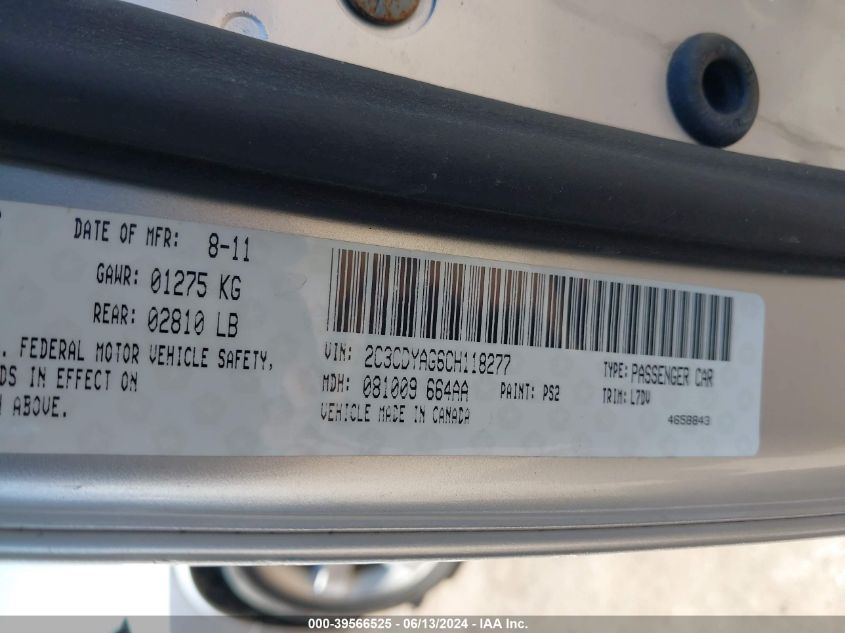 DATE OF MFR: 8-11
GAWR: 01275 KG
REAR: 02810 LB
. FEDERAL MOTOR VEHICLE SAFETY,
DS IN EFFECT ON
ABOVE.
VIN: 2C3CDYAG6CH118277
TYPE: PASSENGER CAR
MDH: 081009 664AA
PAINT: PS2
TRIM: L7DV
VEHICLE MADE IN CANADA
4658843
000-39566525 - 06/13/2024 - IAA Inc.